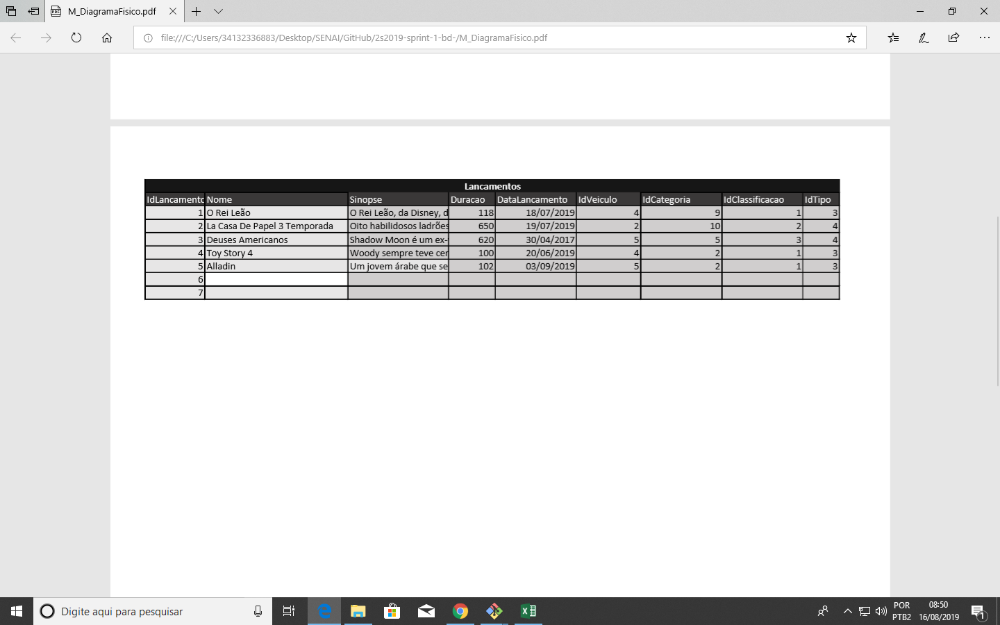 M_DiagramaFisico.pdf
file:///C:/Users/34132336883/Desktop/SENAI/GitHub/2s2019-sprint-1-bd-/M_DiagramaFisico.pdf
Lancamentos
IdLancamento Nome Sinopse Duracao DataLancamento IdVeiculo IdCategoria IdClassificacao IdTipo
1 O Rei Leão O Rei Leão, da Disney, d 118 18/07/2019 4 9 1 3
2 La Casa De Papel 3 Temporada Oito habilidosos ladrões 650 19/07/2019 2 10 2 4
3 Deuses Americanos Shadow Moon é um ex- 620 30/04/2017 5 5 3 4
4 Toy Story 4 Woody sempre teve cer 100 20/06/2019 4 2 1 3
5 Alladin Um jovem árabe que se 102 03/09/2019 5 2 1 3
6
7
Digite aqui para pesquisar
POR 08:50
PTB2 16/08/2019 1